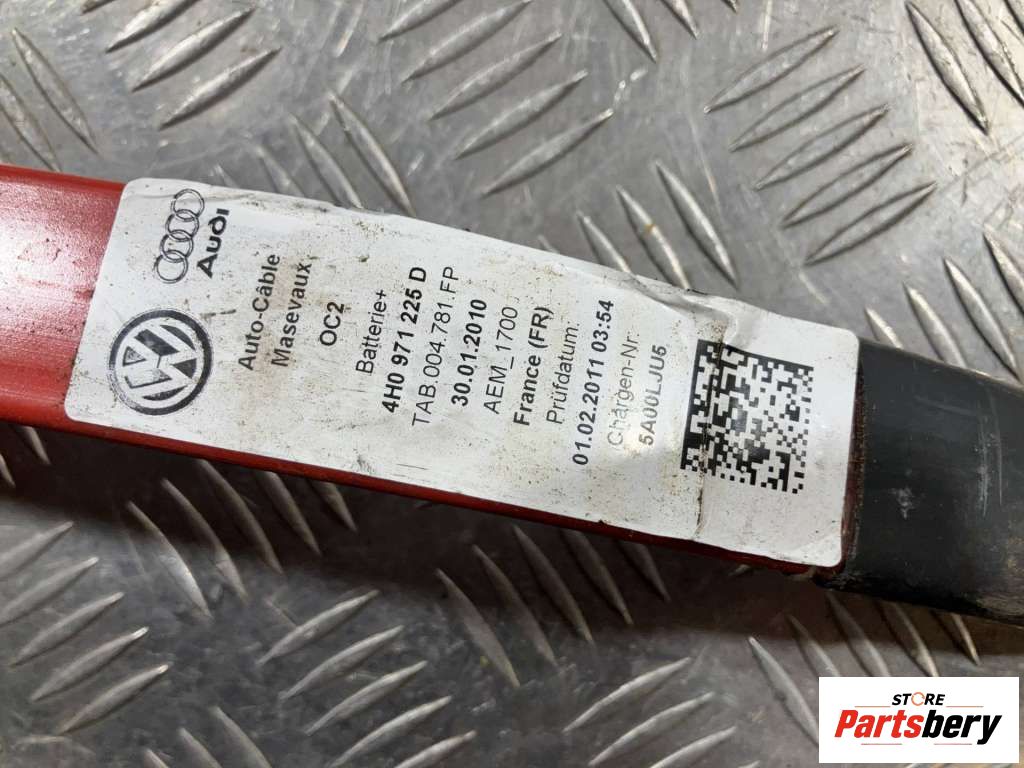 Audi
Auto-Câble
Masevaux
OC2
Batterie+
4H0 971 225 D
TAB.004.781.FP
30.01.2010
AEM_1700
France (FR)
Prüfdatum:
01.02.2011 03:54
Chargen-Nr
5A00LJU5
STORE
Partsbery